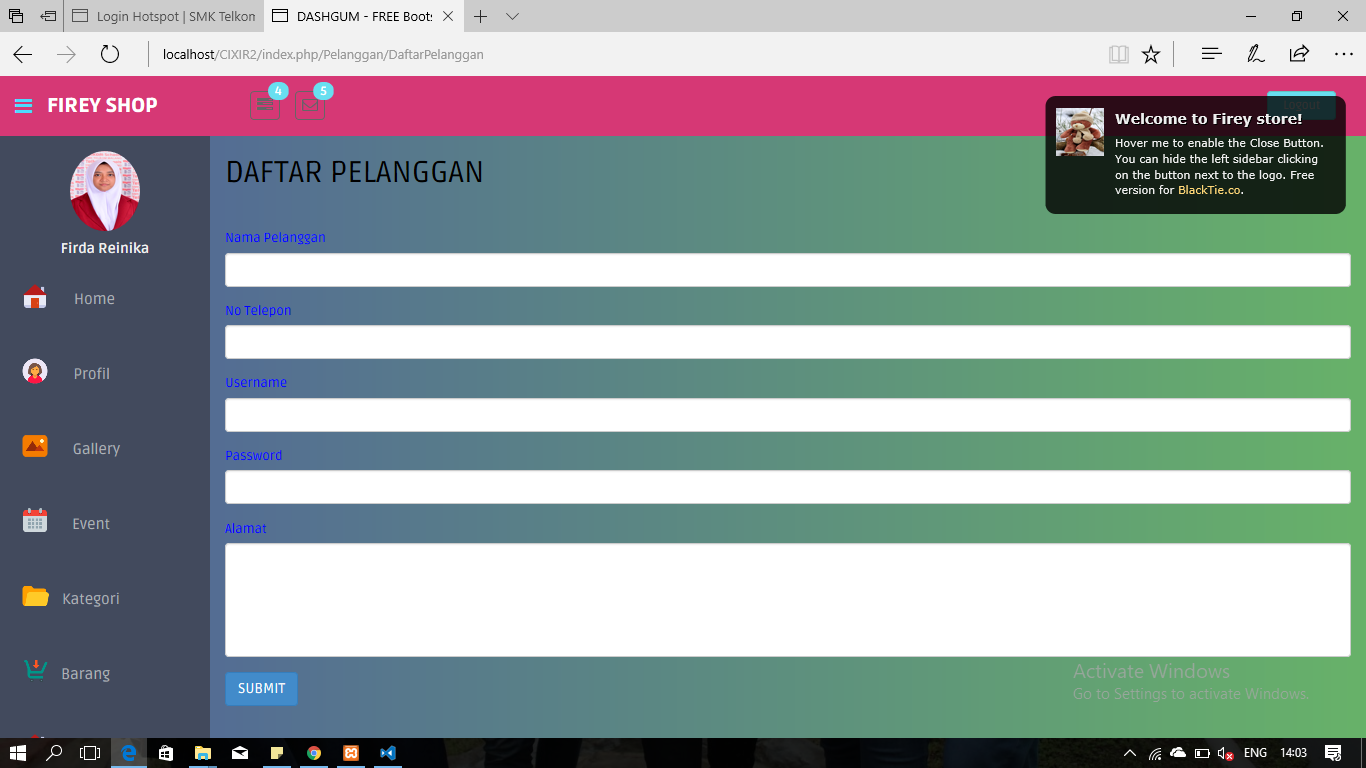 Login Hotspot | SMK Telkom
DASHGUM - FREE Boots
localhost/CIXIR2/index.php/Pelanggan/DaftarPelanggan
FIREY SHOP
4
5
Logout
Welcome to Firey store!
Hover me to enable the Close Button.
You can hide the left sidebar clicking
on the button next to the logo. Free
version for BlackTie.co.
Firda Reinika
Home
Profil
Gallery
Event
Kategori
Barang
DAFTAR PELANGGAN
Nama Pelanggan
No Telepon
Username
Password
Alamat
SUBMIT
Activate Windows
Go to Settings to activate Windows.
ENG
14:03